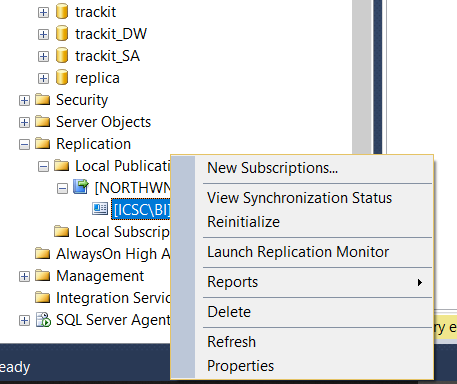 trackit
trackit_DW
trackit_SA
replica
Security
Server Objects
Replication
Local Publicati
[NORTHWN
[ICSC\BI]
Local Subscrip
AlwaysOn High A
Management
Integration Servic
SQL Server Agent
New Subscriptions...
View Synchronization Status
Reinitialize
Launch Replication Monitor
Reports
Delete
Refresh
Properties
ry e
eady